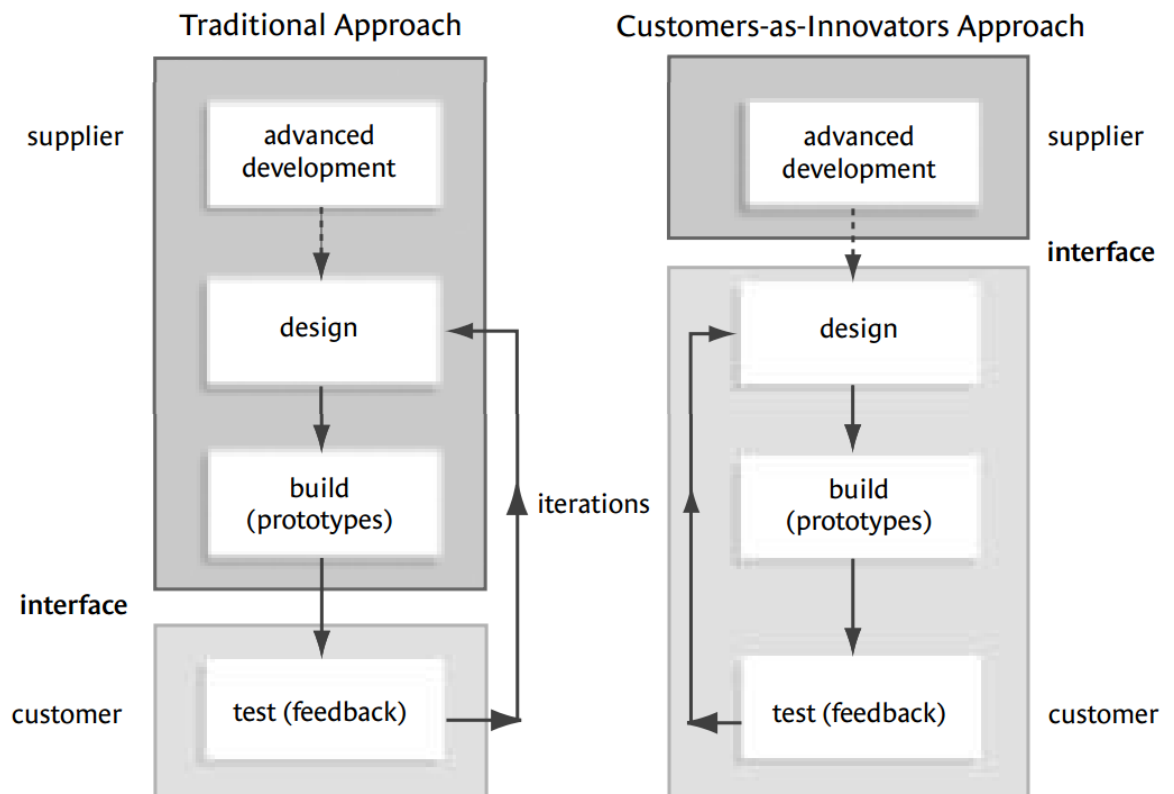 Traditional Approach
supplier
advanced
development
design
build
(prototypes)
iterations
interface
customer
test (feedback)
Customers-as-Innovators Approach
advanced
development
supplier
interface
design
build
(prototypes)
test (feedback)
customer